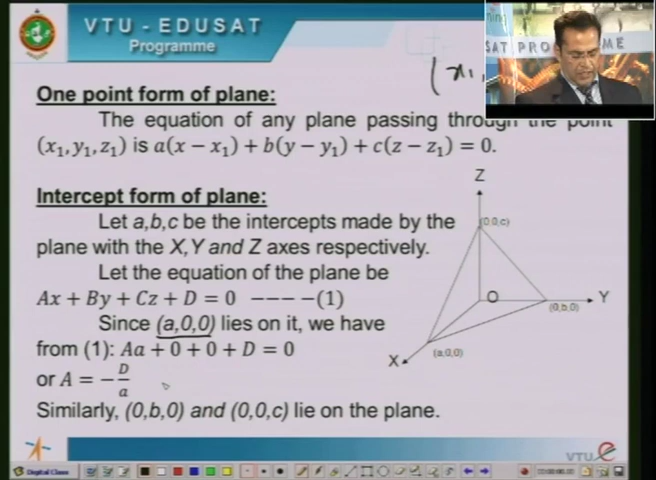 VTU - EDUSAT
Programme
SAT PROGRAMME
(x₁,
One point form of plane:
The equation of any plane passing through the point
(x₁,y₁,z₁) is a(x − x₁) + b(y − y₁) + c(z − z₁) = 0.
Intercept form of plane:
Let a,b,c be the intercepts made by the
plane with the X,Y and Z axes respectively.
Let the equation of the plane be
Ax + By + Cz + D = 0 −−−−−(1)
Since (a,0,0) lies on it, we have
from (1): Aa + 0 + 0 + D = 0
or A = −D/a
Similarly, (0,b,0) and (0,0,c) lie on the plane.
Z
(0,0,c)
O
Y
(0,b,0)
X
(a,0,0)
VTU e
Digital Class